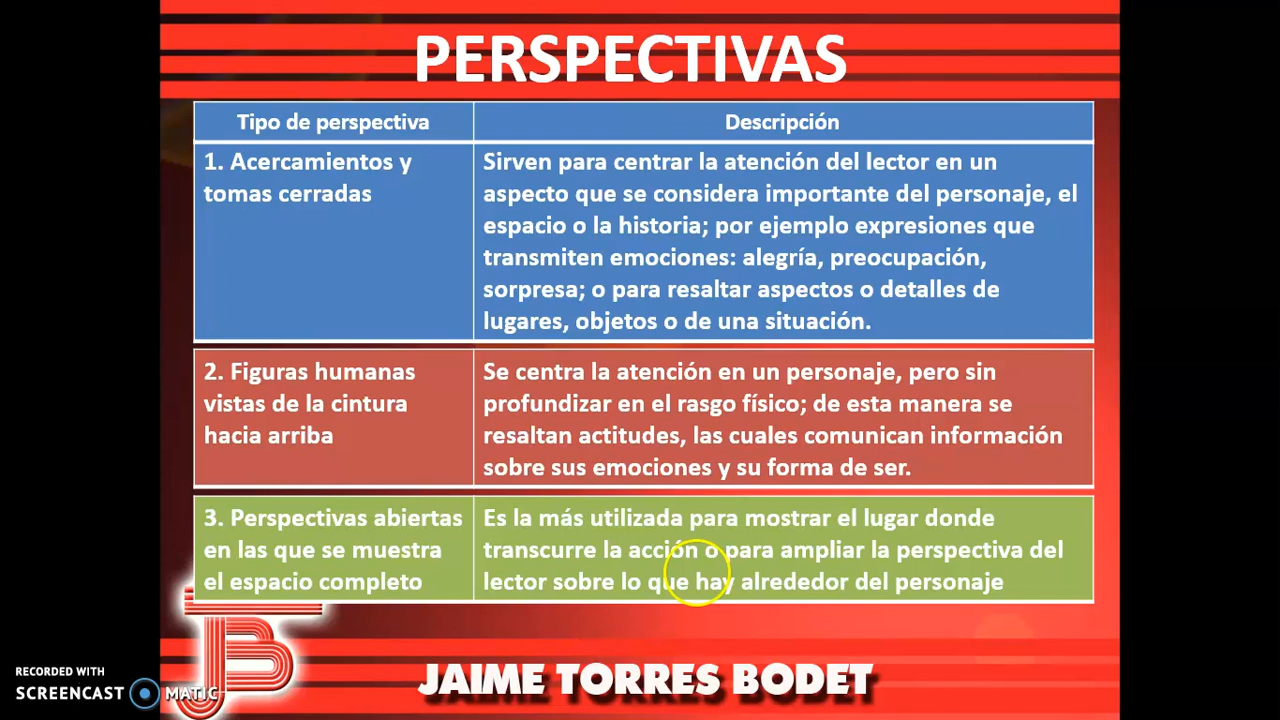 PERSPECTIVAS
Tipo de perspectiva
Descripción
1. Acercamientos y
tomas cerradas
Sirven para centrar la atención del lector en un
aspecto que se considera importante del personaje, el
espacio o la historia; por ejemplo expresiones que
transmiten emociones: alegría, preocupación,
sorpresa; o para resaltar aspectos o detalles de
lugares, objetos o de una situación.
2. Figuras humanas
vistas de la cintura
hacia arriba
Se centra la atención en un personaje, pero sin
profundizar en el rasgo físico; de esta manera se
resaltan actitudes, las cuales comunican información
sobre sus emociones y su forma de ser.
3. Perspectivas abiertas
en las que se muestra
el espacio completo
Es la más utilizada para mostrar el lugar donde
transcurre la acción o para ampliar la perspectiva del
lector sobre lo que hay alrededor del personaje
JAIME TORRES BODET
RECORDED WITH
SCREENCAST MATIC